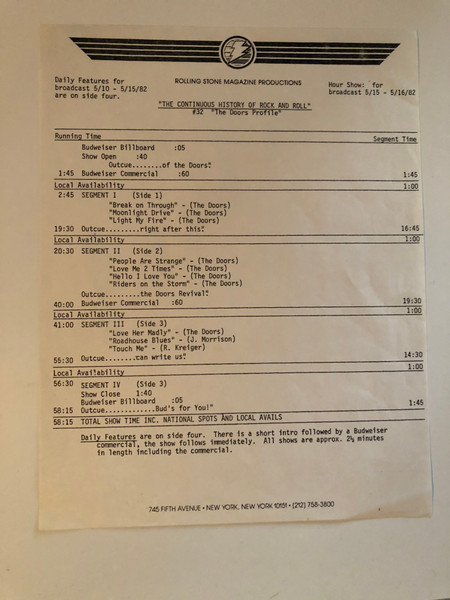 Daily Features for
broadcast 5/10 - 5/15/82
are on side four.
ROLLING STONE MAGAZINE PRODUCTIONS
Hour Show: for
broadcast 5/15 - 5/16/82
"THE CONTINUOUS HISTORY OF ROCK AND ROLL"
#32 "The Doors Profile"
Running Time Segment Time
Budweiser Billboard :05
Show Open :40
Outcue........of the Doors"
1:45 Budweiser Commercial :60 1:45
Local Availability 1:00
2:45 SEGMENT I (Side 1)
"Break on Through" - (The Doors)
"Moonlight Drive" - (The Doors)
"Light My Fire" - (The Doors)
19:30 Outcue.........right after this" 16:45
Local Availability 1:00
20:30 SEGMENT II (Side 2)
"People Are Strange" - (The Doors)
"Love Me 2 Times" - (The Doors)
"Hello I Love You" - (The Doors)
"Riders on the Storm" - (The Doors)
Outcue.........the Doors Revival"
40:00 Budweiser Commercial :60 19:30
Local Availability 1:00
41:00 SEGMENT III (Side 3)
"Love Her Madly" - (The Doors)
"Roadhouse Blues" - (J. Morrison)
"Touch Me" - (R. Kreiger)
55:30 Outcue........can write us" 14:30
Local Availability 1:00
56:30 SEGMENT IV (Side 3)
Show Close 1:40
Budweiser Billboard :05
58:15 Outcue.............Bud's for You!" 1:45
58:15 TOTAL SHOW TIME INC. NATIONAL SPOTS AND LOCAL AVAILS
Daily Features are on side four. There is a short intro followed by a Budweiser
commercial, the show follows immediately. All shows are approx. 2½ minutes
in length including the commercial.
745 FIFTH AVENUE • NEW YORK, NEW YORK 10151 • (212) 758-3800